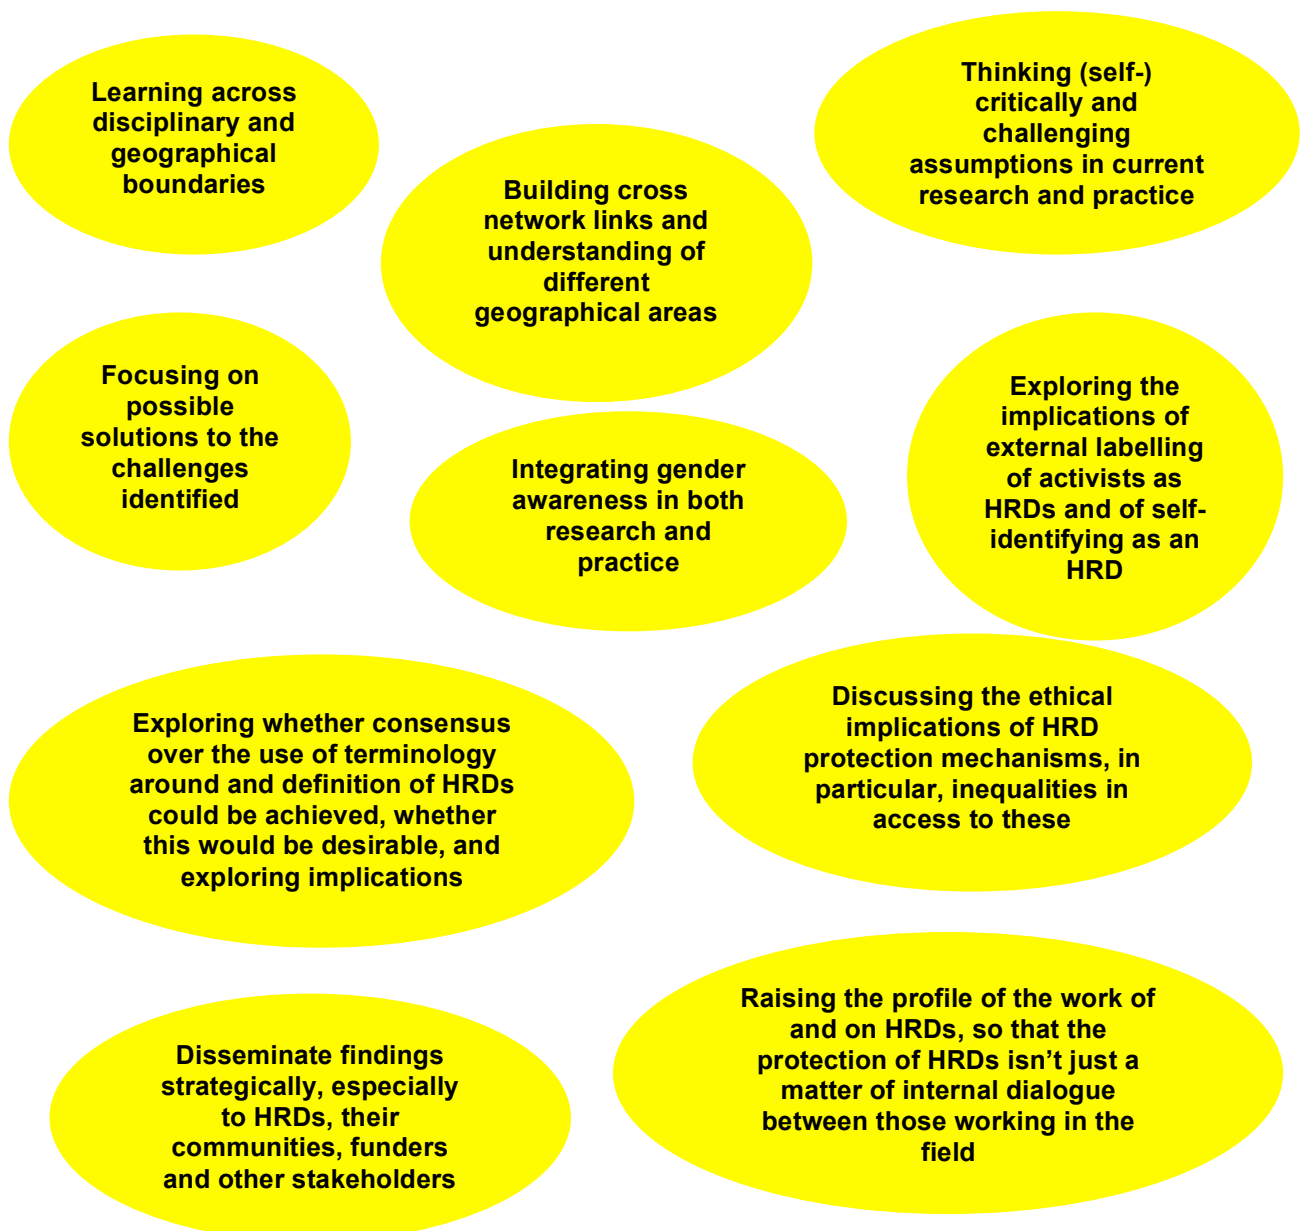 Learning across
disciplinary and
geographical
boundaries
Building cross
network links and
understanding of
different
geographical areas
Thinking (self-)
critically and
challenging
assumptions in current
research and practice
Focusing on
possible
solutions to the
challenges
identified
Integrating gender
awareness in both
research and
practice
Exploring the
implications of
external labelling
of activists as
HRDs and of self-
identifying as an
HRD
Exploring whether consensus
over the use of terminology
around and definition of HRDs
could be achieved, whether
this would be desirable, and
exploring implications
Discussing the ethical
implications of HRD
protection mechanisms, in
particular, inequalities in
access to these
Disseminate findings
strategically, especially
to HRDs, their
communities, funders
and other stakeholders
Raising the profile of the work of
and on HRDs, so that the
protection of HRDs isn’t just a
matter of internal dialogue
between those working in the
field